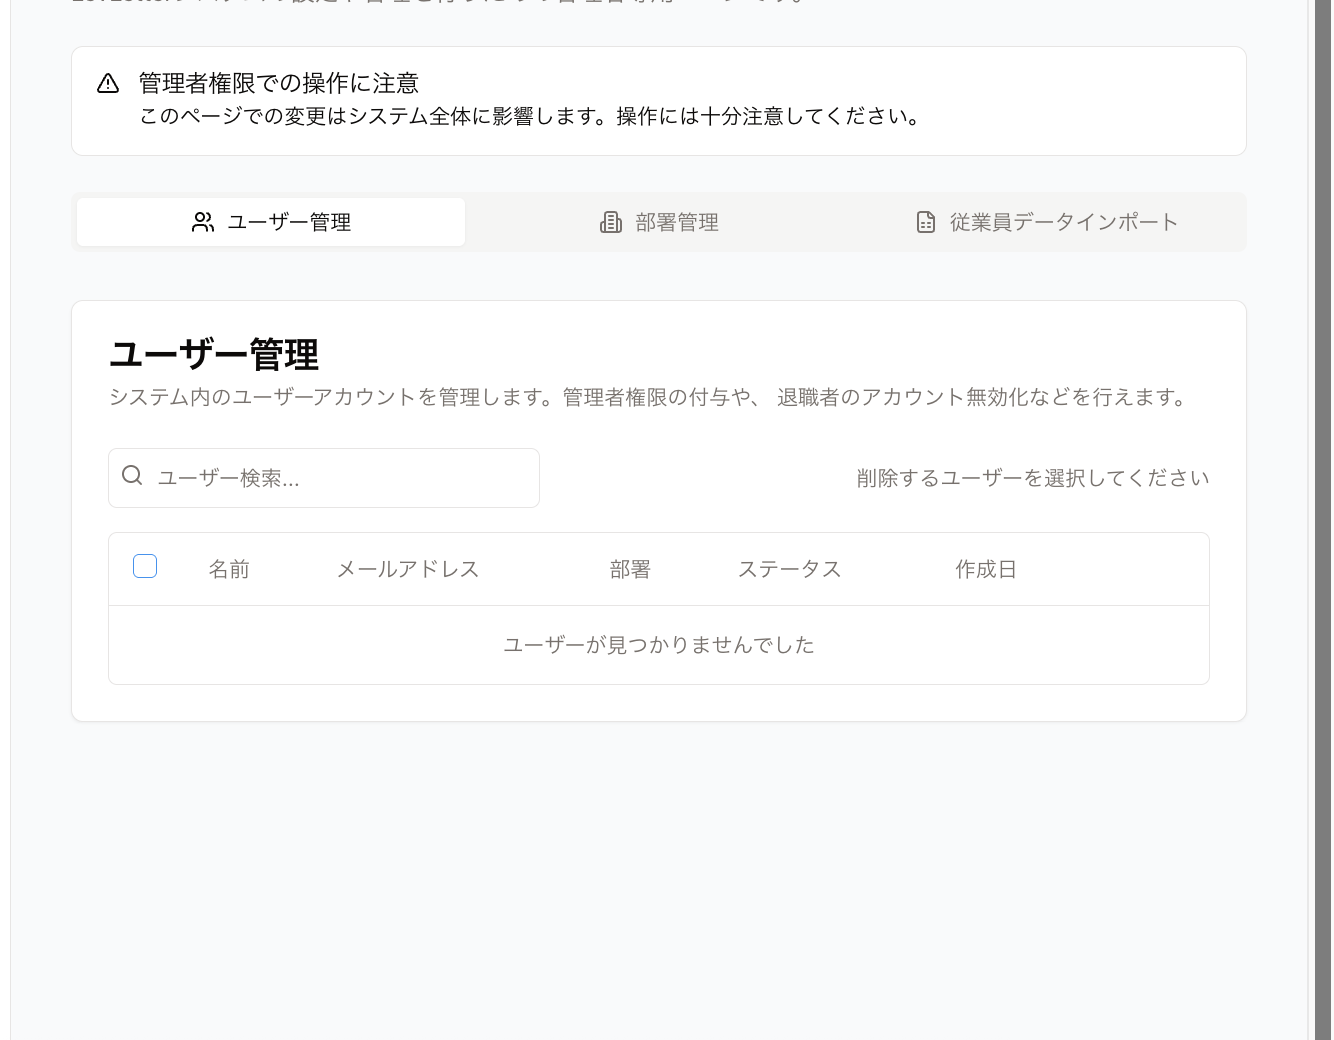 管理者権限での操作に注意
このページでの変更はシステム全体に影響します。操作には十分注意してください。
ユーザー管理
部署管理
従業員データインポート
ユーザー管理
システム内のユーザーアカウントを管理します。管理者権限の付与や、 退職者のアカウント無効化などを行えます。
ユーザー検索...
削除するユーザーを選択してください
名前 メールアドレス 部署 ステータス 作成日
ユーザーが見つかりませんでした